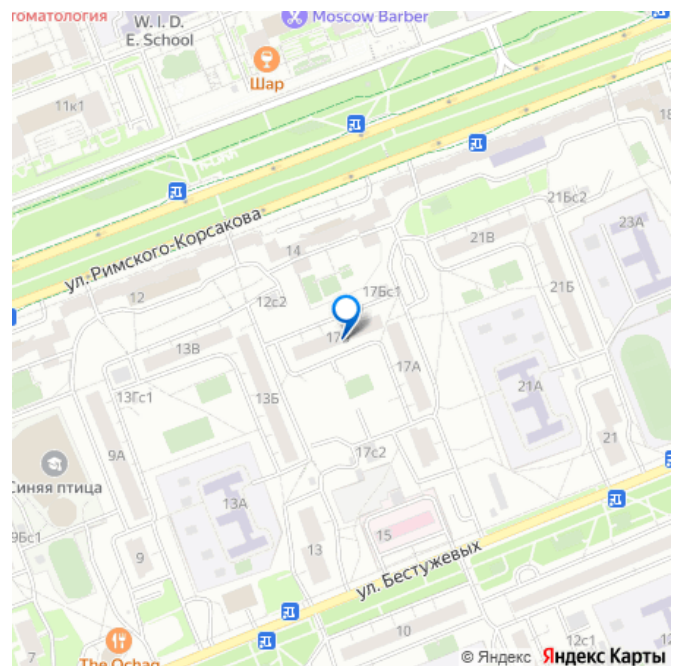 томатология
W. I. D.
E. School
Moscow Barber
Шар
11к1
18
ул. Римского-Корсакова
21Бс2
23А
21В
14
12
12с2
17Бс1
21Б
13В
17
17А
21А
13Гс1
13Б
9А
21
17с2
Синяя птица
13А
9Бс1
15
9
13
ул. Бестужевых
7
10
The Ochag
12с1
© Яндекс Яндекс Карты